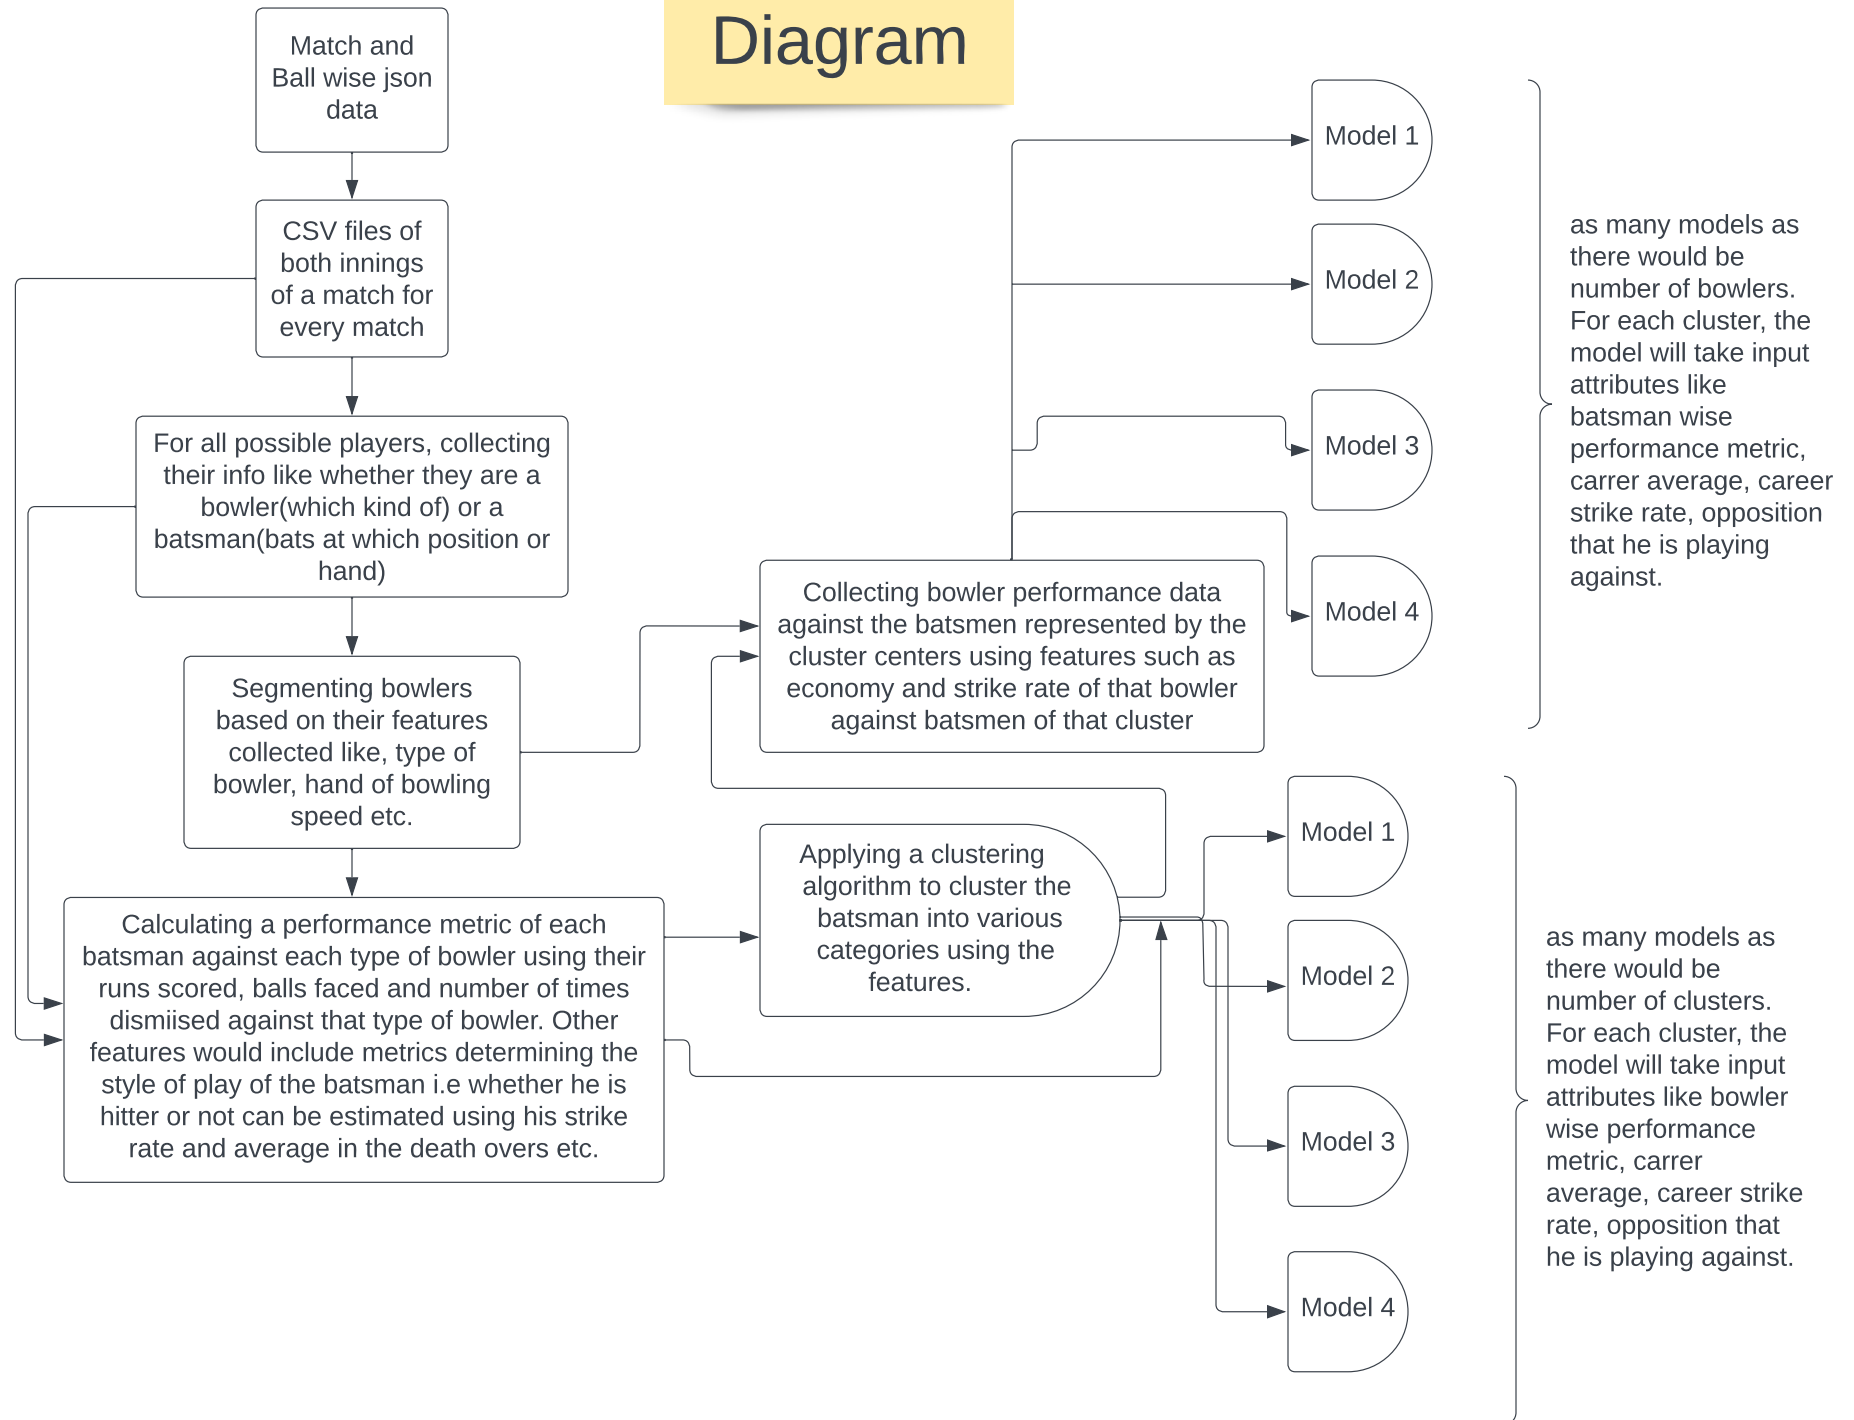 Diagram
Match and
Ball wise json
data
CSV files of
both innings
of a match for
every match
For all possible players, collecting
their info like whether they are a
bowler(which kind of) or a
batsman(bats at which position or
hand)
Segmenting bowlers
based on their features
collected like, type of
bowler, hand of bowling
speed etc.
Calculating a performance metric of each
batsman against each type of bowler using their
runs scored, balls faced and number of times
dismiised against that type of bowler. Other
features would include metrics determining the
style of play of the batsman i.e whether he is
hitter or not can be estimated using his strike
rate and average in the death overs etc.
Collecting bowler performance data
against the batsmen represented by the
cluster centers using features such as
economy and strike rate of that bowler
against batsmen of that cluster
Applying a clustering
algorithm to cluster the
batsman into various
categories using the
features.
Model 1
Model 2
Model 3
Model 4
as many models as
there would be
number of bowlers.
For each cluster, the
model will take input
attributes like
batsman wise
performance metric,
carrer average, career
strike rate, opposition
that he is playing
against.
Model 1
Model 2
Model 3
Model 4
as many models as
there would be
number of clusters.
For each cluster, the
model will take input
attributes like bowler
wise performance
metric, carrer
average, career strike
rate, opposition that
he is playing against.